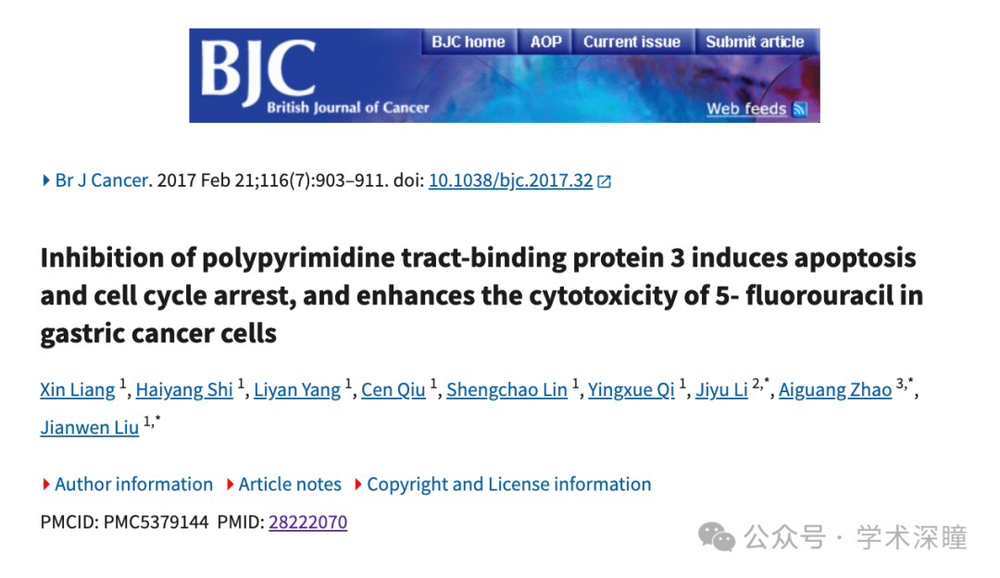 BJC home AOP Current issue Submit article
BJC
British Journal of Cancer
Web feeds
Br J Cancer. 2017 Feb 21;116(7):903–911. doi: 10.1038/bjc.2017.32
Inhibition of polypyrimidine tract-binding protein 3 induces apoptosis
and cell cycle arrest, and enhances the cytotoxicity of 5- fluorouracil in
gastric cancer cells
Xin Liang 1, Haiyang Shi 1, Liyan Yang 1, Cen Qiu 1, Shengchao Lin 1, Yingxue Qi 1, Jiyu Li 2,*, Aiguang Zhao 3,*,
Jianwen Liu 1,*
Author information Article notes Copyright and License information
PMCID: PMC5379144 PMID: 28222070
公众号 · 学术深瞳